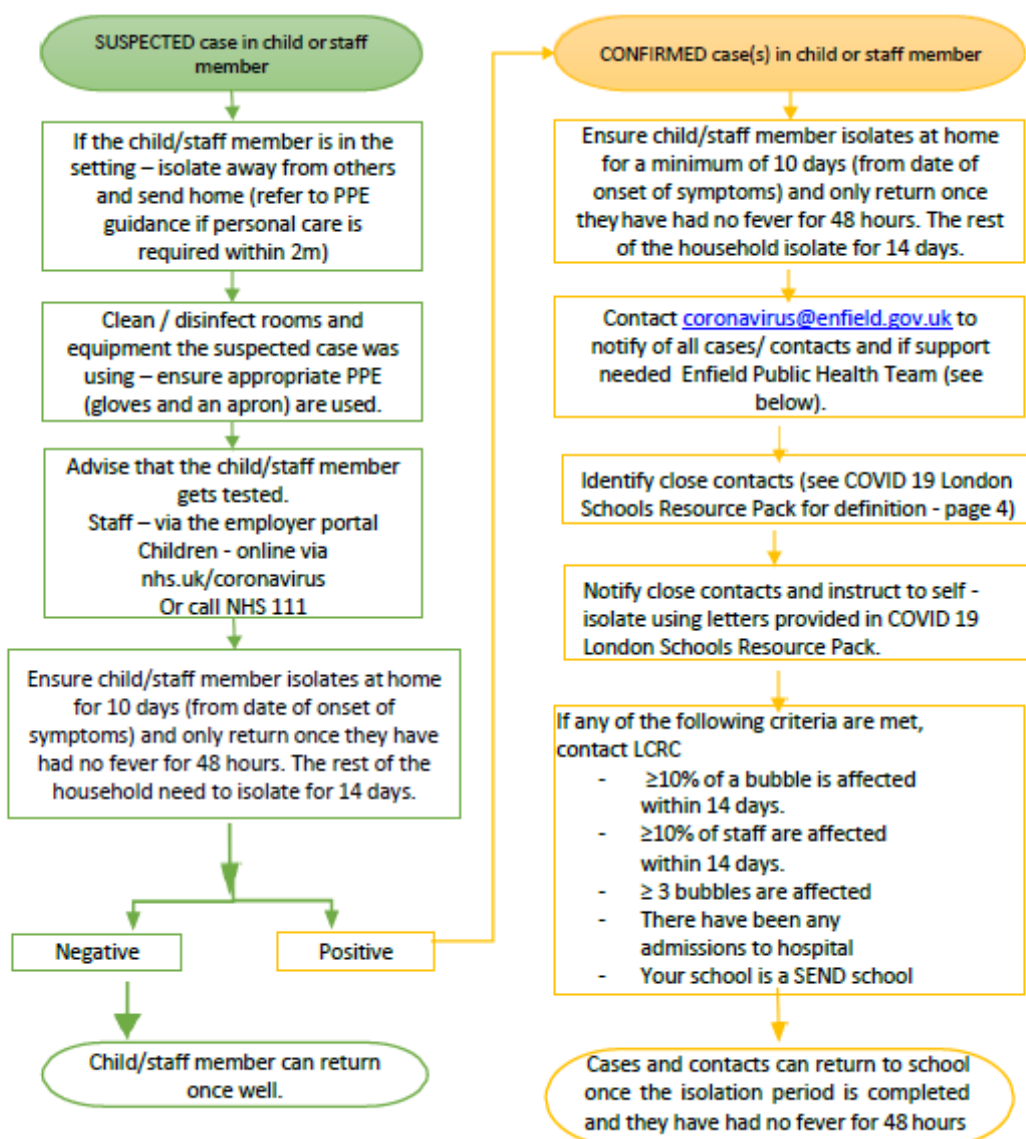 SUSPECTED case in child or staff
member
If the child/staff member is in the
setting – isolate away from others
and send home (refer to PPE
guidance if personal care is
required within 2m)
Clean / disinfect rooms and
equipment the suspected case was
using – ensure appropriate PPE
(gloves and an apron) are used.
Advise that the child/staff member
gets tested.
Staff – via the employer portal
Children - online via
nhs.uk/coronavirus
Or call NHS 111
Ensure child/staff member isolates at home
for 10 days (from date of onset of
symptoms) and only return once they have
had no fever for 48 hours. The rest of the
household need to isolate for 14 days.
Negative
Positive
Child/staff member can return
once well.
CONFIRMED case(s) in child or staff member
Ensure child/staff member isolates at home
for a minimum of 10 days (from date of
onset of symptoms) and only return once
they have had no fever for 48 hours. The rest
of the household isolate for 14 days.
Contact coronavirus@enfield.gov.uk to
notify of all cases/ contacts and if support
needed Enfield Public Health Team (see
below).
Identify close contacts (see COVID 19 London
Schools Resource Pack for definition - page 4)
Notify close contacts and instruct to self -
isolate using letters provided in COVID 19
London Schools Resource Pack.
If any of the following criteria are met,
contact LCRC
- ≥10% of a bubble is affected
within 14 days.
- ≥10% of staff are affected
within 14 days.
- ≥ 3 bubbles are affected
- There have been any
admissions to hospital
- Your school is a SEND school
Cases and contacts can return to school
once the isolation period is completed
and they have had no fever for 48 hours